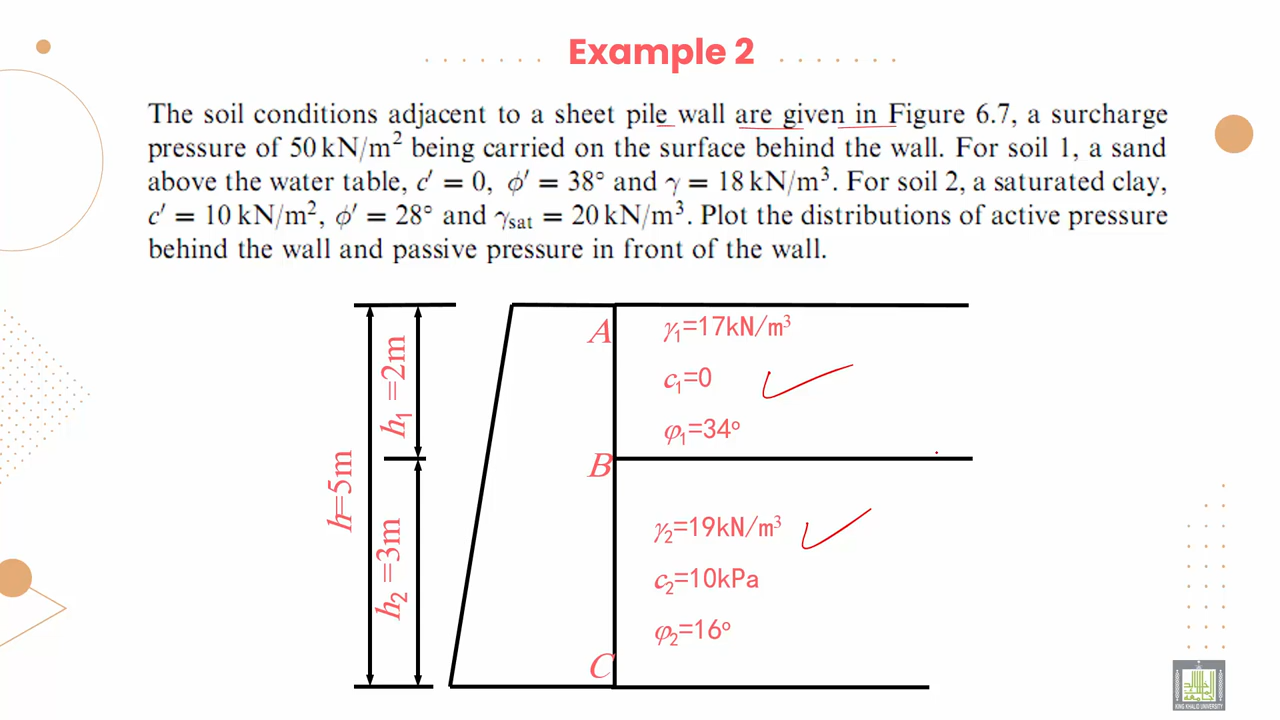 Example 2
The soil conditions adjacent to a sheet pile wall are given in Figure 6.7, a surcharge
pressure of 50 kN/m² being carried on the surface behind the wall. For soil 1, a sand
above the water table, c′ = 0, ϕ′ = 38° and γ = 18 kN/m³. For soil 2, a saturated clay,
c′ = 10 kN/m², ϕ′ = 28° and γsat = 20 kN/m³. Plot the distributions of active pressure
behind the wall and passive pressure in front of the wall.
A
γ₁=17kN/m³
h₁=2m
c₁=0
φ₁=34°
B
h=5m
γ₂=19kN/m³
h₂=3m
c₂=10kPa
φ₂=16°
C
KING KHALID UNIVERSITY